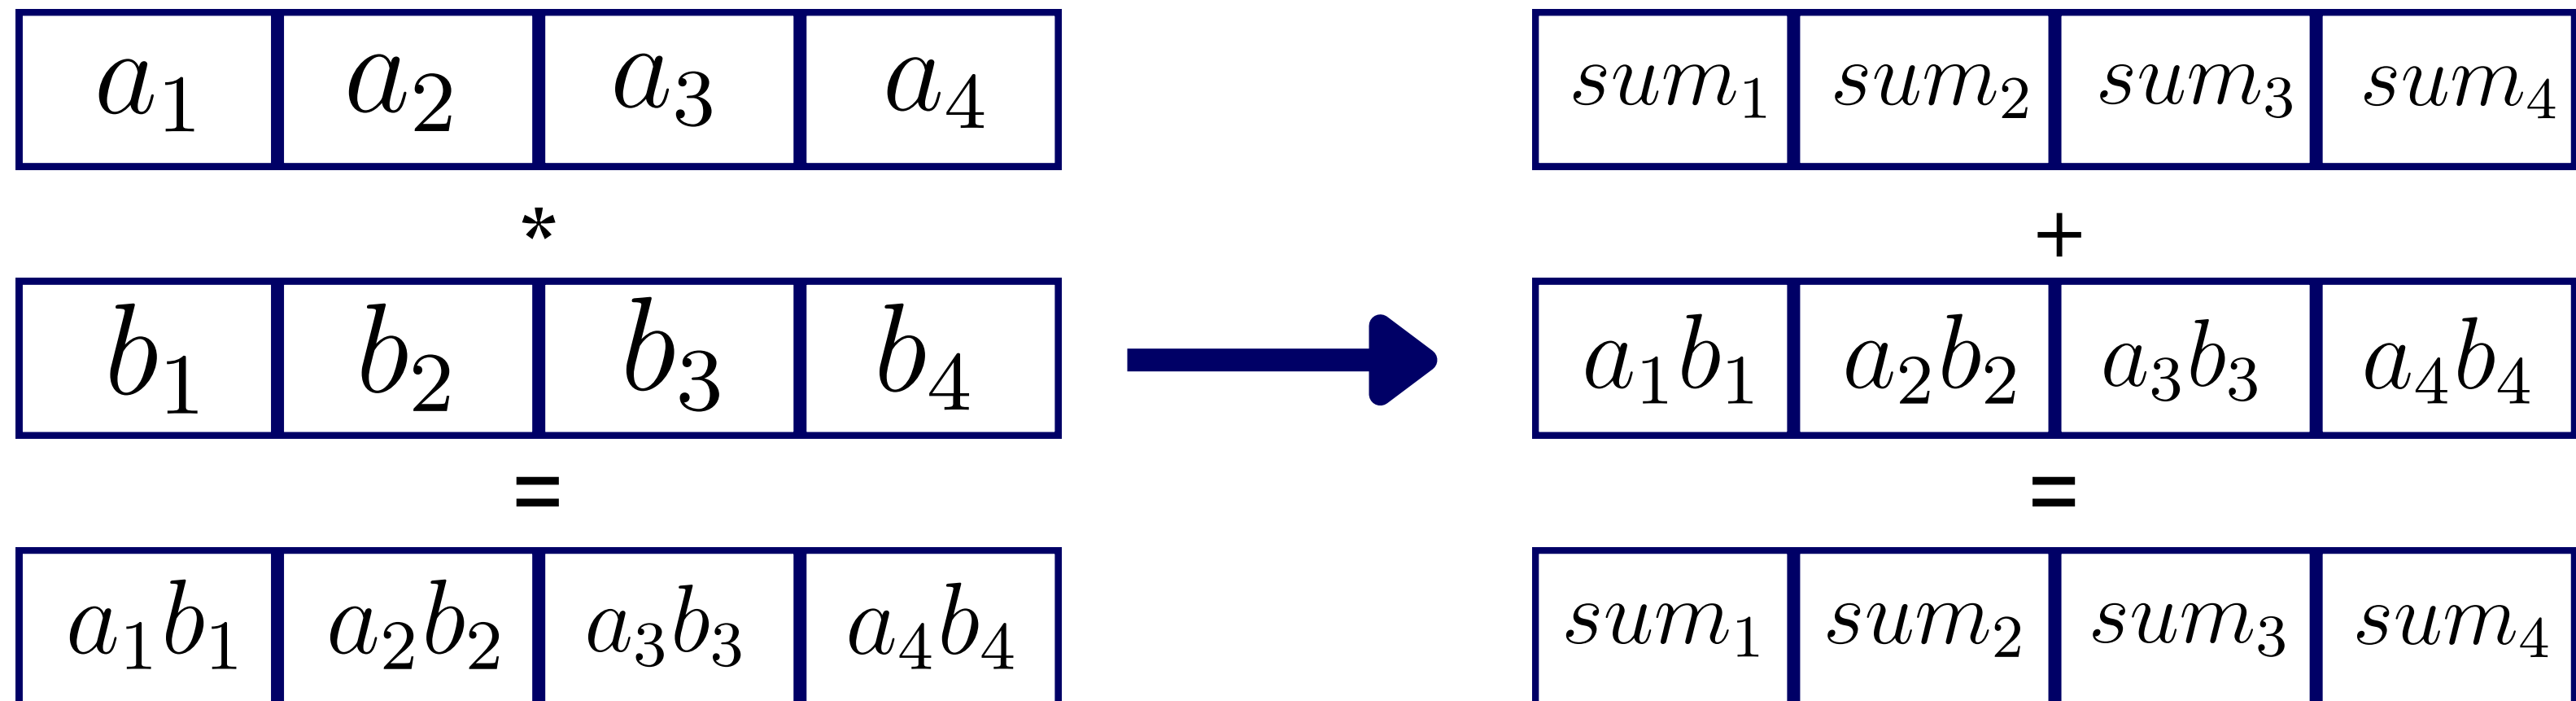 a₁ a₂ a₃ a₄
*
b₁ b₂ b₃ b₄
=
a₁b₁ a₂b₂ a₃b₃ a₄b₄
sum₁ sum₂ sum₃ sum₄
+
a₁b₁ a₂b₂ a₃b₃ a₄b₄
=
sum₁ sum₂ sum₃ sum₄